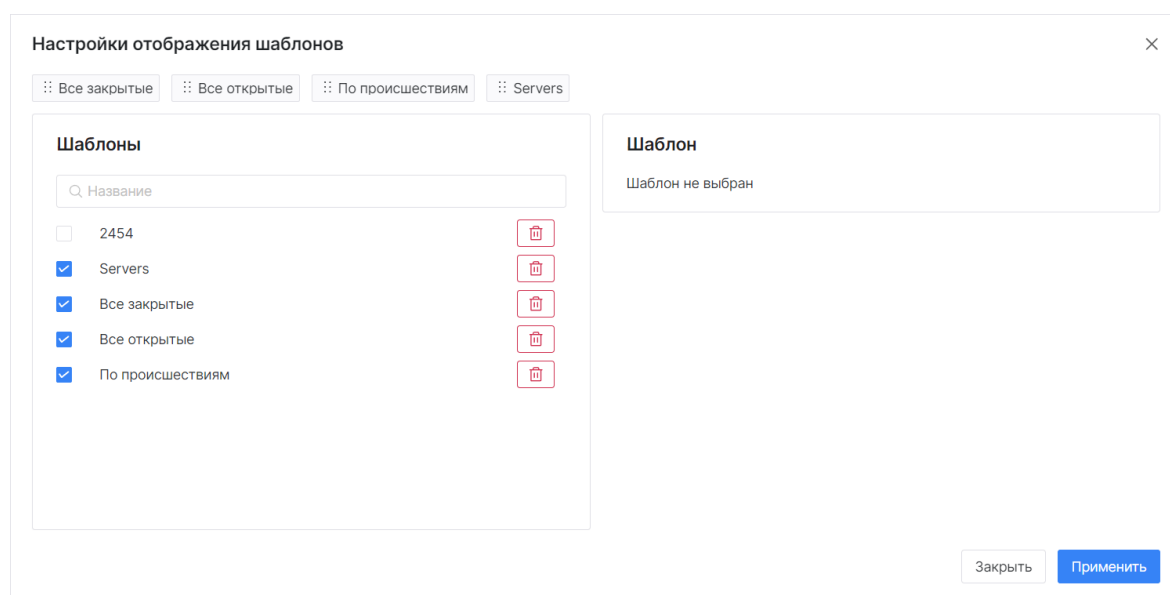 Настройки отображения шаблонов
Все закрытые Все открытые По происшествиям Servers
Шаблоны
Название
2454
Servers
Все закрытые
Все открытые
По происшествиям
Шаблон
Шаблон не выбран
Закрыть Применить